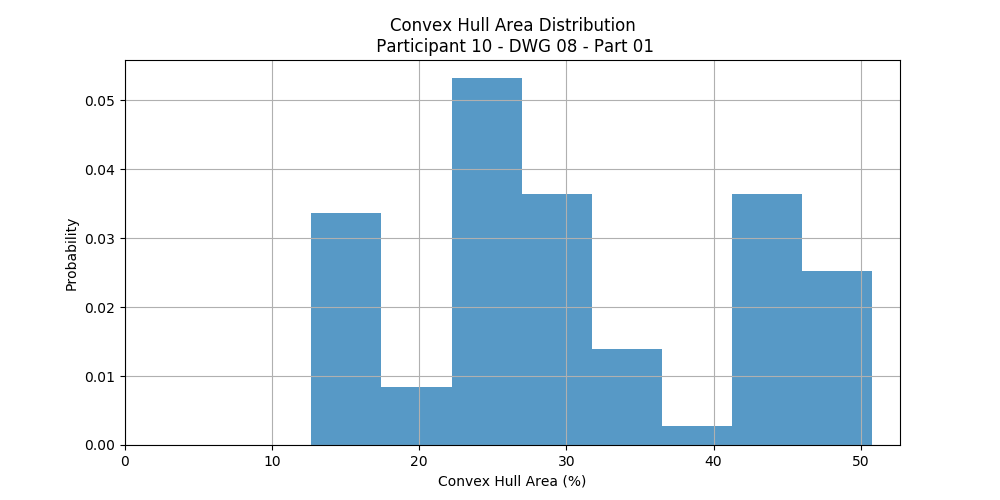 Convex Hull Area Distribution
Participant 10 - DWG 08 - Part 01
0.05
0.04
0.03
0.02
0.01
0.00
Probability
0 10 20 30 40 50
Convex Hull Area (%)